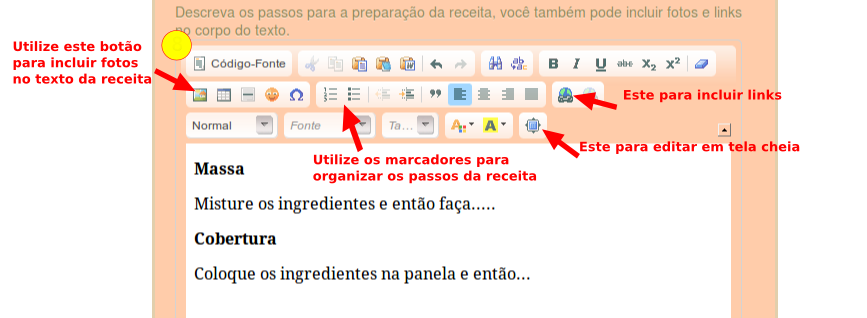 Descreva os passos para a preparação da receita, você também pode incluir fotos e links
no corpo do texto.
Utilize este botão
para incluir fotos
no texto da receita
Código-Fonte
B I U abc X₂ X²
Este para incluir links
Normal Fonte Ta... A A
Este para editar em tela cheia
Utilize os marcadores para
organizar os passos da receita
Massa
Misture os ingredientes e então faça.....
Cobertura
Coloque os ingredientes na panela e então...